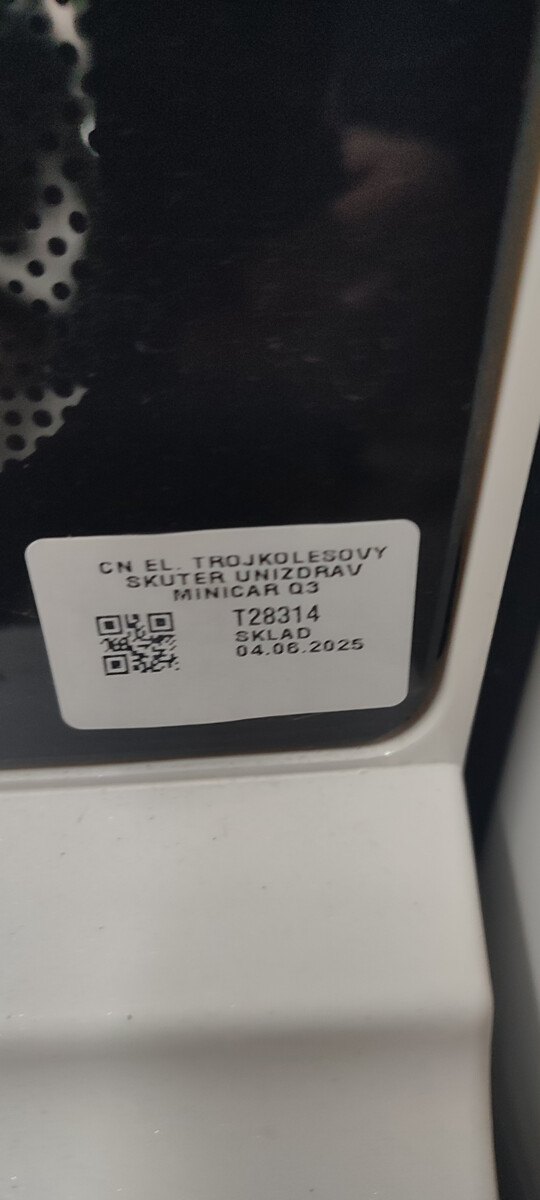 CN EL. TROJKOLESOVY
SKUTER UNIZDRAV
MINICAR Q3
T28314
SKLAD
04.06.2025